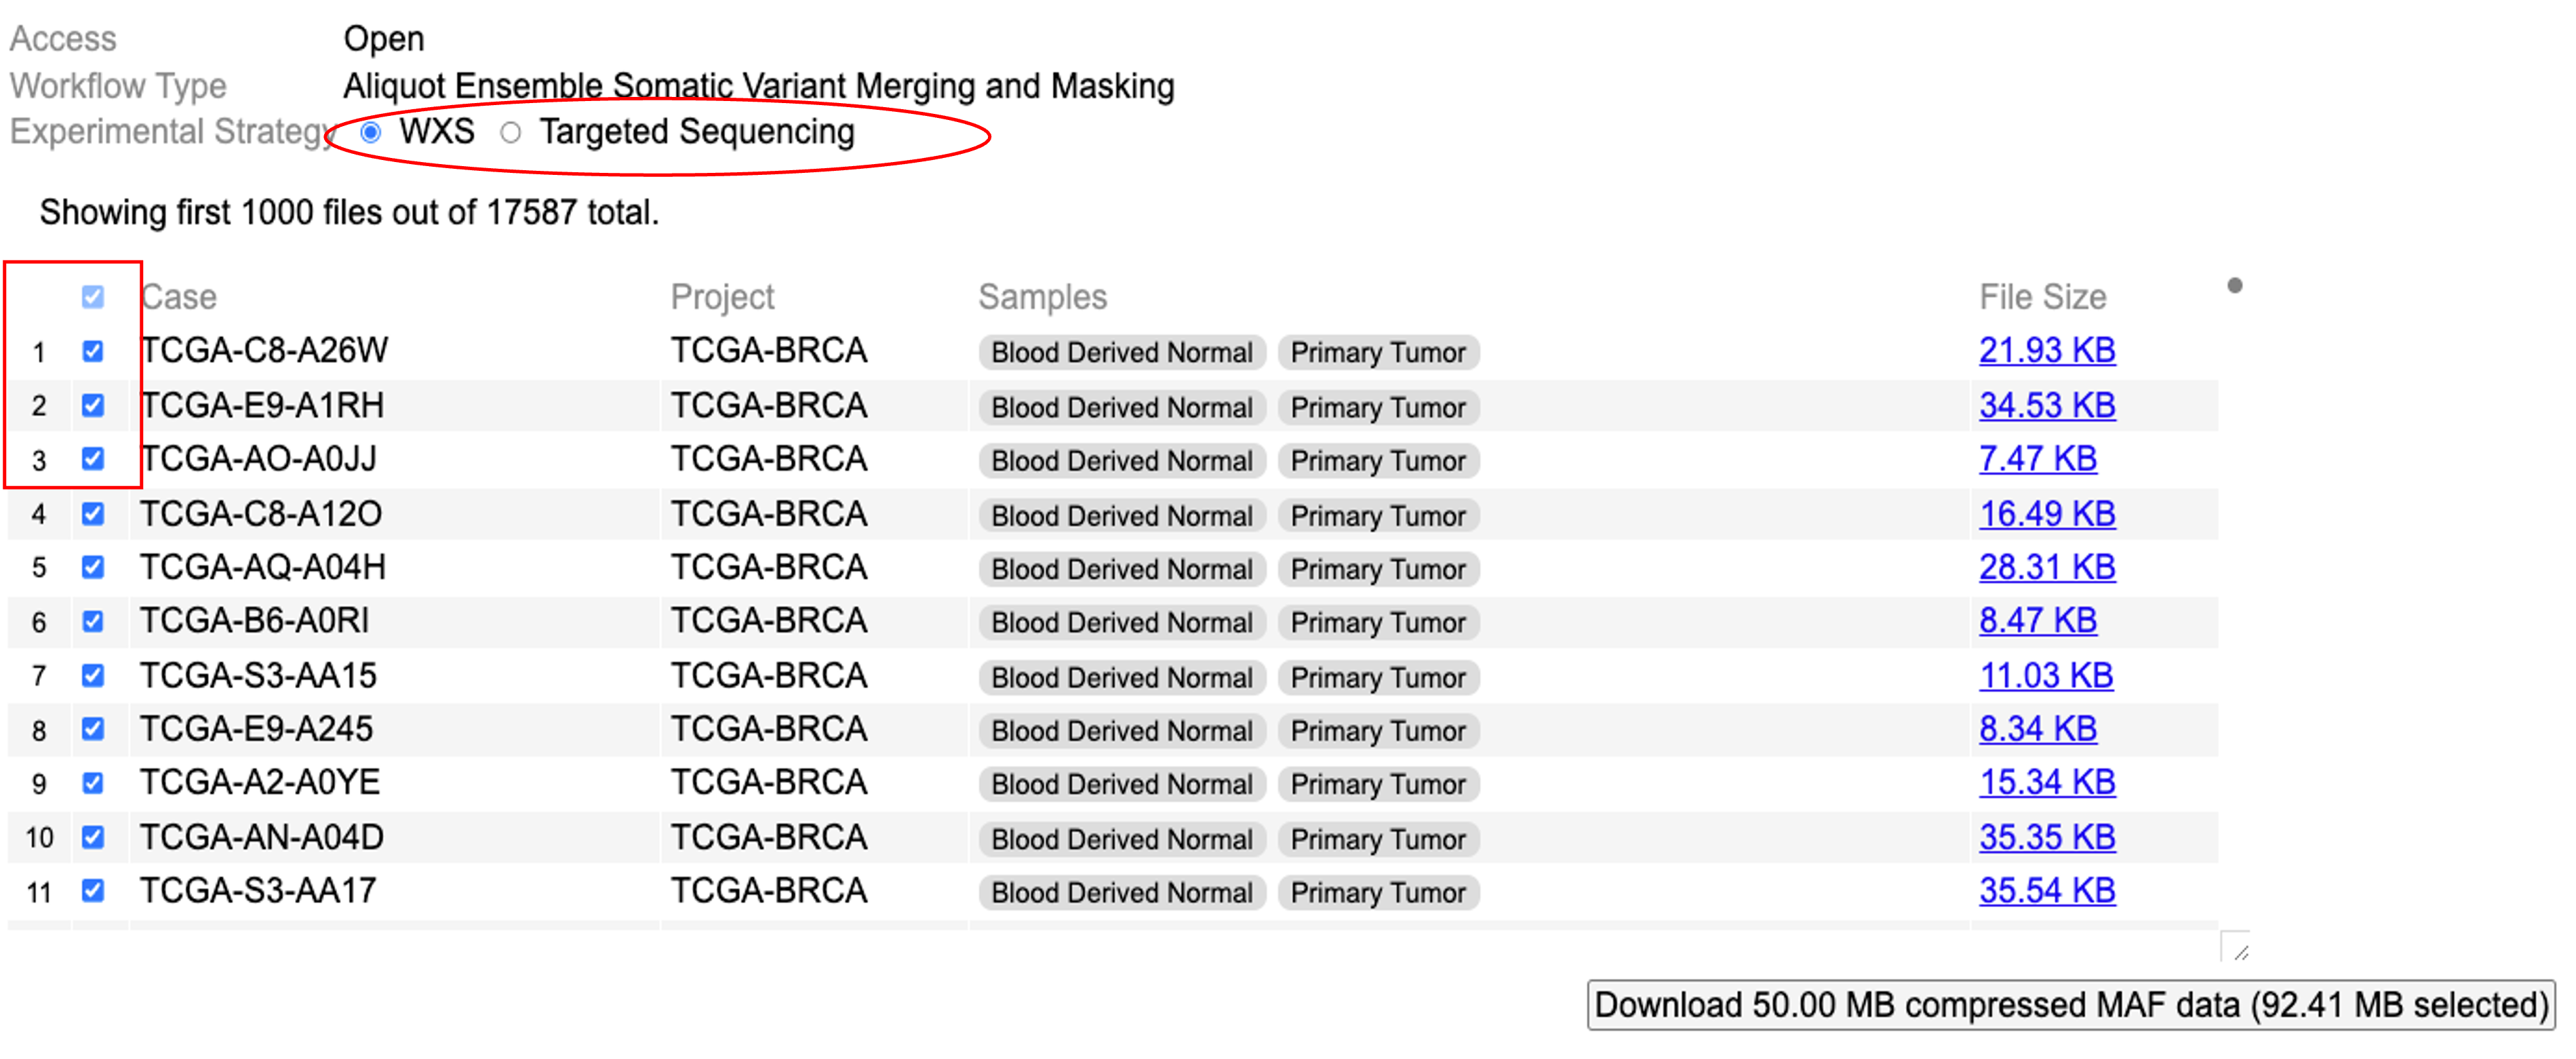 Access Open
Workflow Type Aliquot Ensemble Somatic Variant Merging and Masking
Experimental Strategy WXS Targeted Sequencing
Showing first 1000 files out of 17587 total.
Case Project Samples File Size
1 TCGA-C8-A26W TCGA-BRCA Blood Derived Normal Primary Tumor 21.93 KB
2 TCGA-E9-A1RH TCGA-BRCA Blood Derived Normal Primary Tumor 34.53 KB
3 TCGA-AO-A0JJ TCGA-BRCA Blood Derived Normal Primary Tumor 7.47 KB
4 TCGA-C8-A12O TCGA-BRCA Blood Derived Normal Primary Tumor 16.49 KB
5 TCGA-AQ-A04H TCGA-BRCA Blood Derived Normal Primary Tumor 28.31 KB
6 TCGA-B6-A0RI TCGA-BRCA Blood Derived Normal Primary Tumor 8.47 KB
7 TCGA-S3-AA15 TCGA-BRCA Blood Derived Normal Primary Tumor 11.03 KB
8 TCGA-E9-A245 TCGA-BRCA Blood Derived Normal Primary Tumor 8.34 KB
9 TCGA-A2-A0YE TCGA-BRCA Blood Derived Normal Primary Tumor 15.34 KB
10 TCGA-AN-A04D TCGA-BRCA Blood Derived Normal Primary Tumor 35.35 KB
11 TCGA-S3-AA17 TCGA-BRCA Blood Derived Normal Primary Tumor 35.54 KB
Download 50.00 MB compressed MAF data (92.41 MB selected)